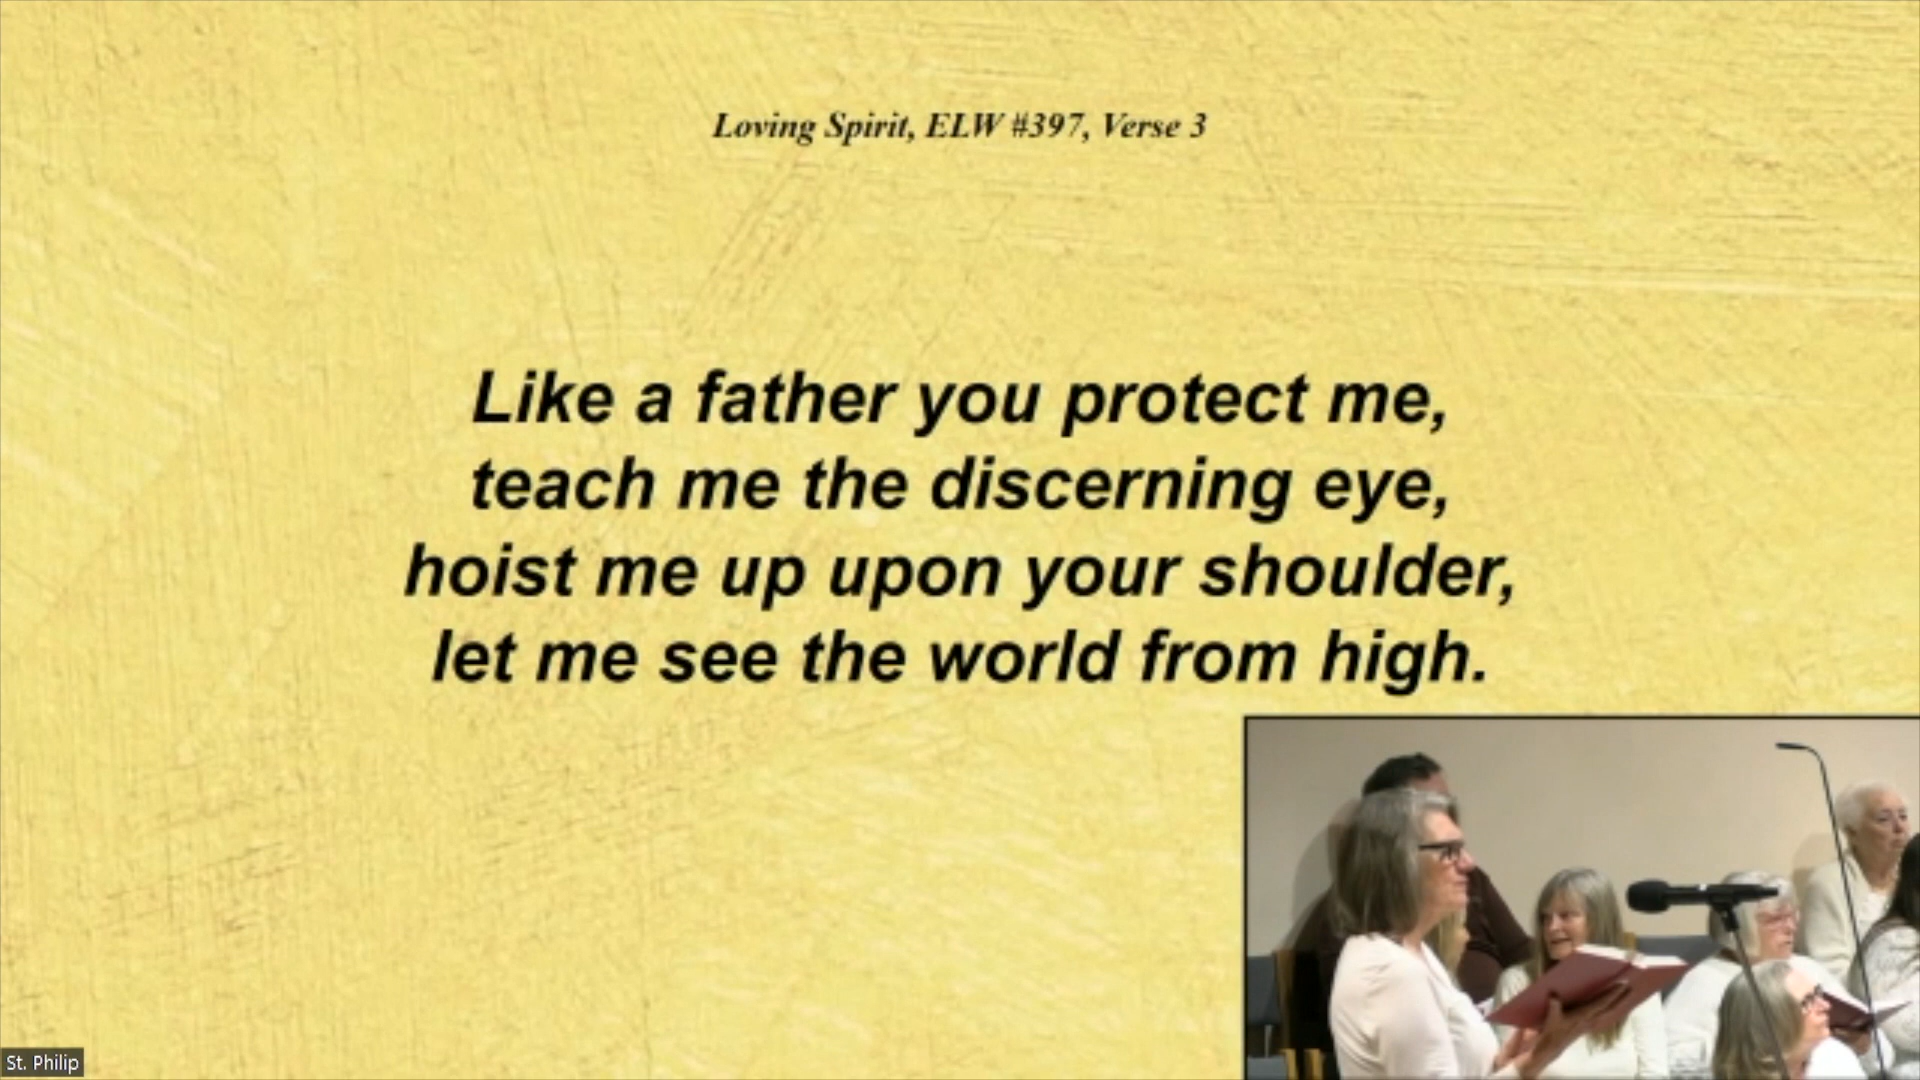 Loving Spirit, ELW #397, Verse 3
Like a father you protect me,
teach me the discerning eye,
hoist me up upon your shoulder,
let me see the world from high.
St. Philip